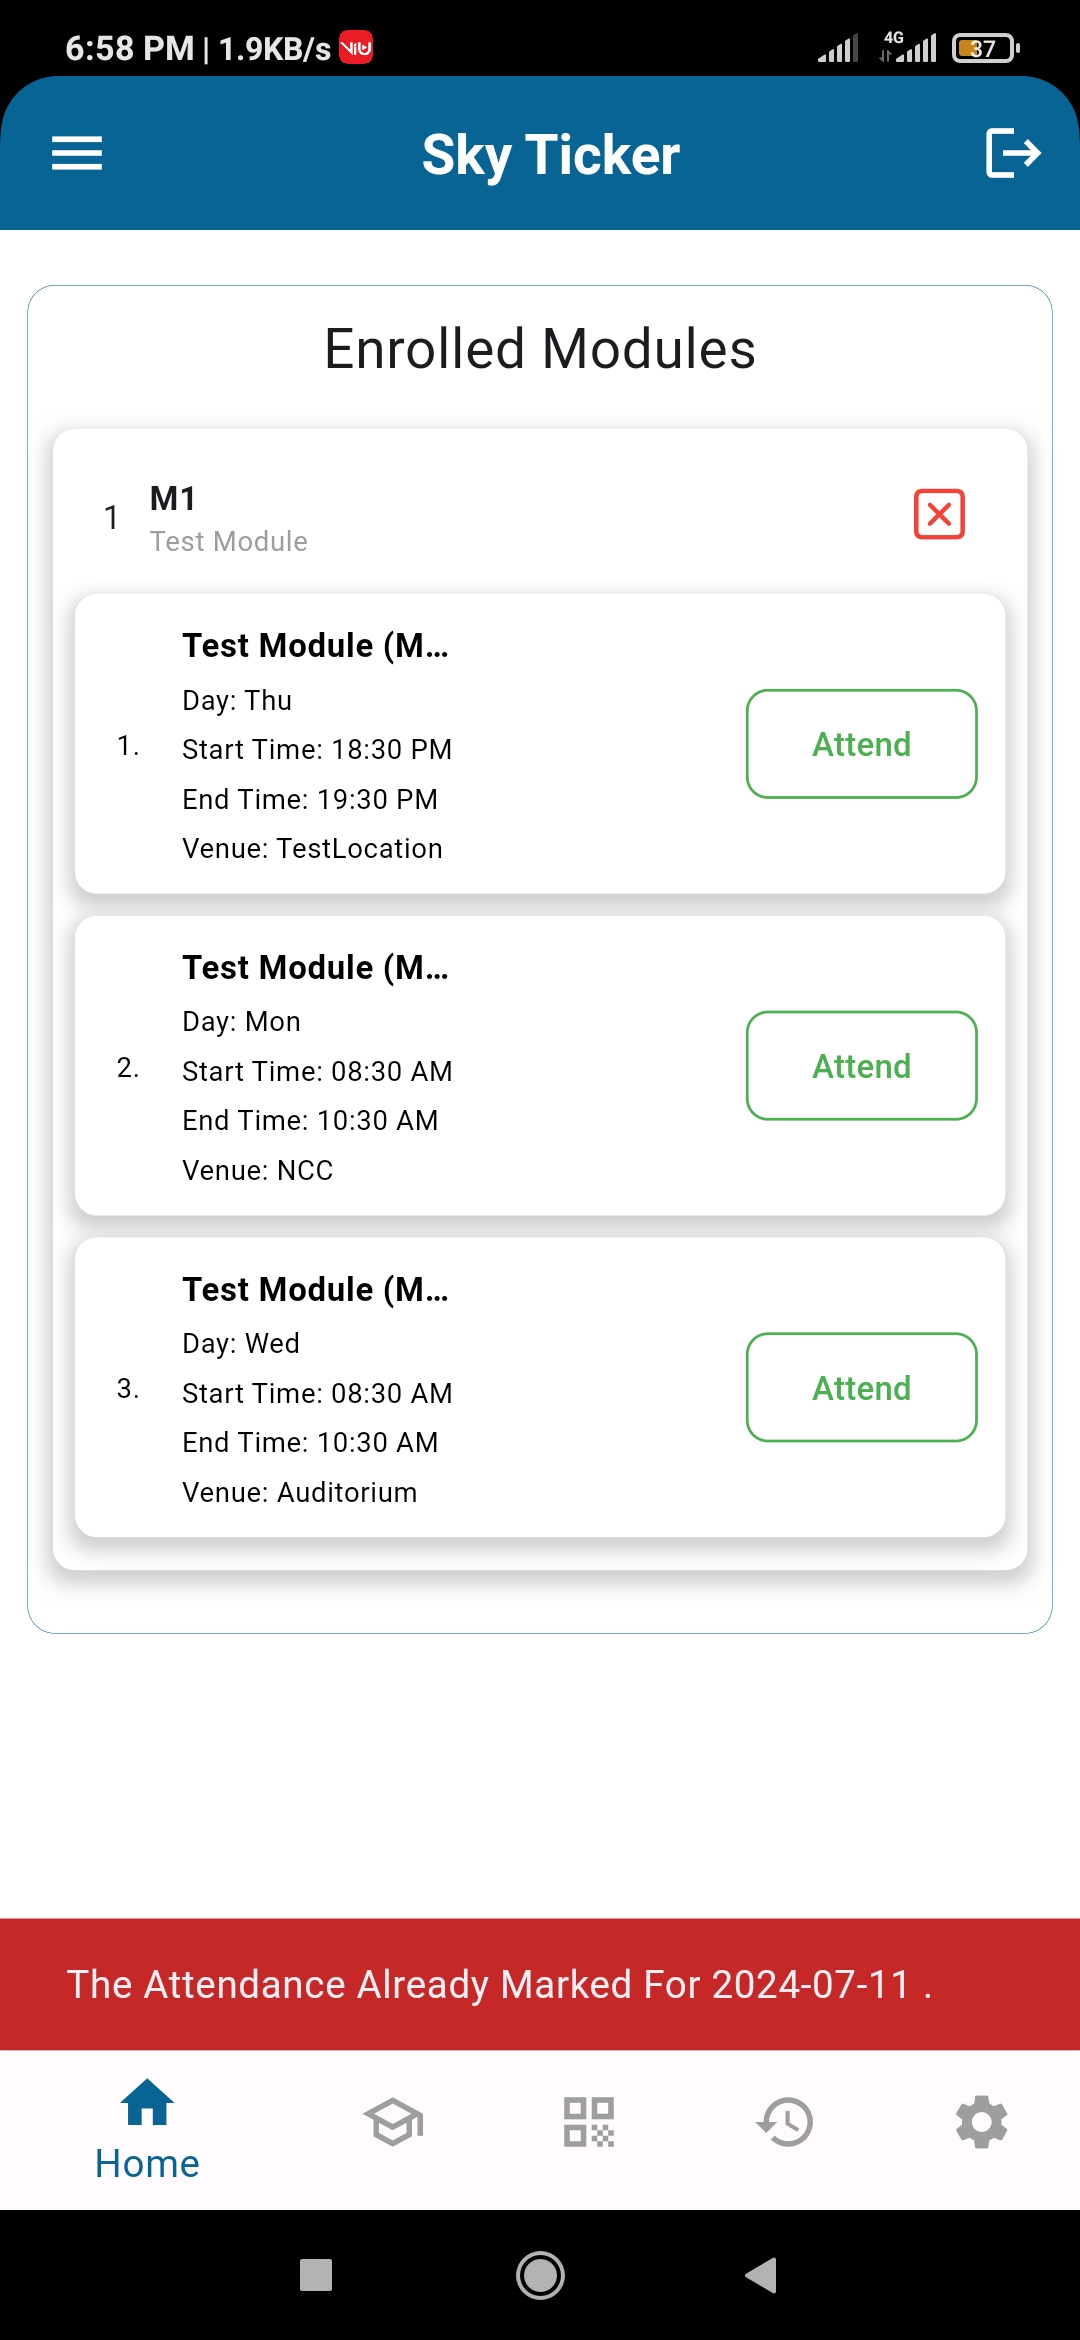 6:58 PM | 1.9KB/s viu
4G
37
Sky Ticker
Enrolled Modules
1
M1
Test Module
Test Module (M...
Day: Thu
1.
Start Time: 18:30 PM
End Time: 19:30 PM
Venue: TestLocation
Attend
Test Module (M...
Day: Mon
2.
Start Time: 08:30 AM
End Time: 10:30 AM
Venue: NCC
Attend
Test Module (M...
Day: Wed
3.
Start Time: 08:30 AM
End Time: 10:30 AM
Venue: Auditorium
Attend
The Attendance Already Marked For 2024-07-11 .
Home